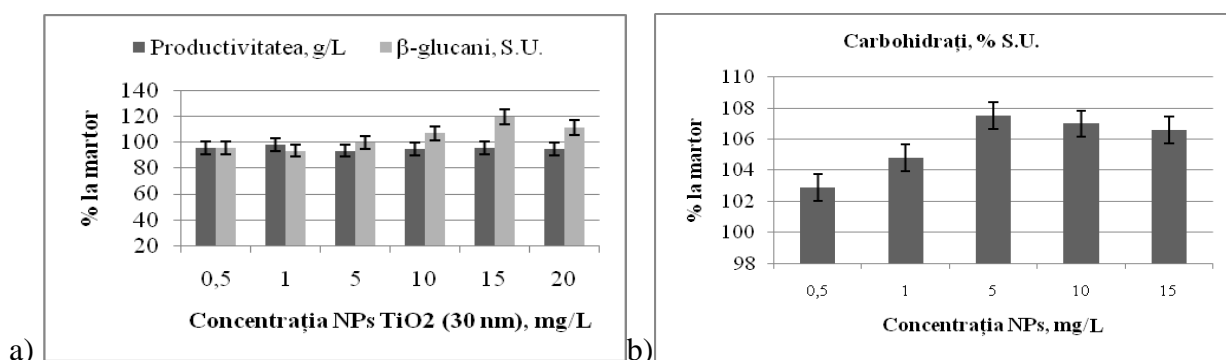 Productivitatea, g/L β-glucani, S.U.
% la martor
140
120
100
80
60
40
20
0,5 1 5 10 15 20
Concentrația NPs TiO2 (30 nm), mg/L
a)
Carbohidrați, % S.U.
% la martor
110
108
106
104
102
100
98
0,5 1 5 10 15
Concentrația NPs, mg/L
b)